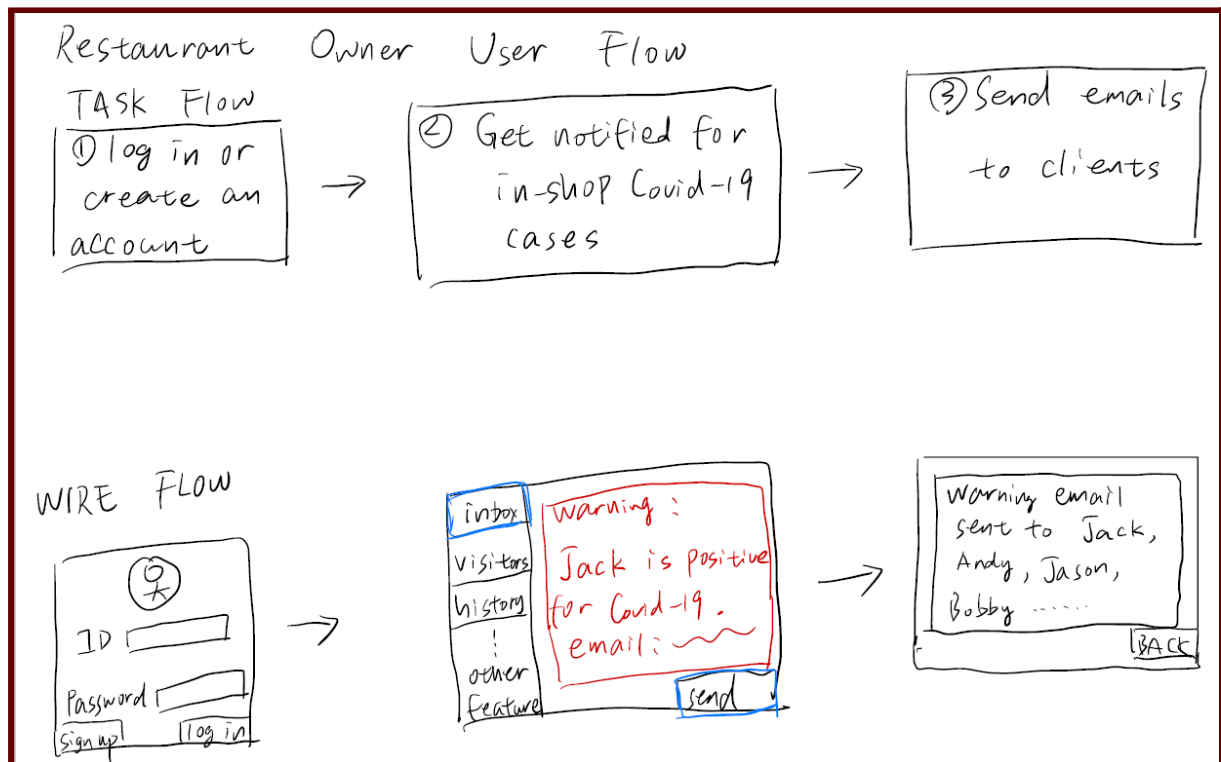 Restaurant Owner User Flow
TASK Flow
① log in or
create an
account
② Get notified for
in-shop Covid-19
cases
③ Send emails
to clients
WIRE FLOW
ID
Password
Sign up
log in
inbox
visitors
history
other
feature
Warning :
Jack is positive
for Covid-19.
email:
send
Warning email
sent to Jack,
Andy, Jason,
Bobby ......
BACK